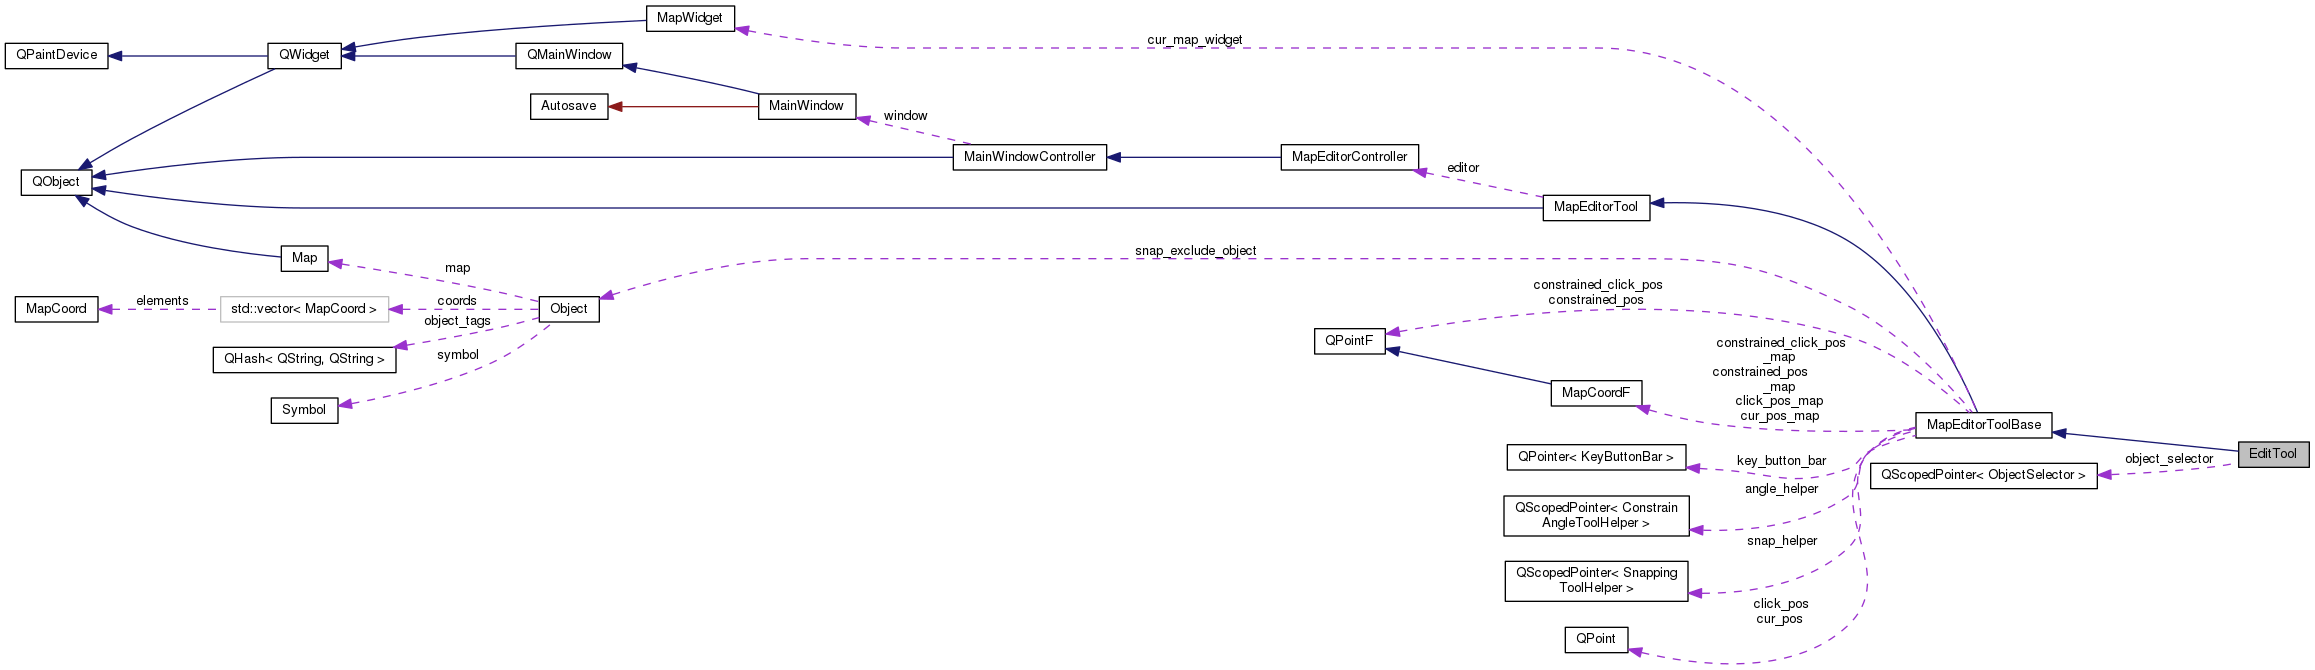 MapWidget
cur_map_widget
QPaintDevice
QWidget
QMainWindow
Autosave
MainWindow
window
MainWindowController
MapEditorController
editor
QObject
MapEditorTool
Map
map
snap_exclude_object
MapCoord
elements
std::vector< MapCoord >
coords
Object
object_tags
QHash< QString, QString >
symbol
Symbol
constrained_click_pos
constrained_pos
QPointF
constrained_click_pos
_map
constrained_pos
_map
click_pos_map
cur_pos_map
MapCoordF
MapEditorToolBase
EditTool
object_selector
QScopedPointer< ObjectSelector >
QPointer< KeyButtonBar >
key_button_bar
angle_helper
QScopedPointer< Constrain
AngleToolHelper >
snap_helper
QScopedPointer< Snapping
ToolHelper >
click_pos
cur_pos
QPoint